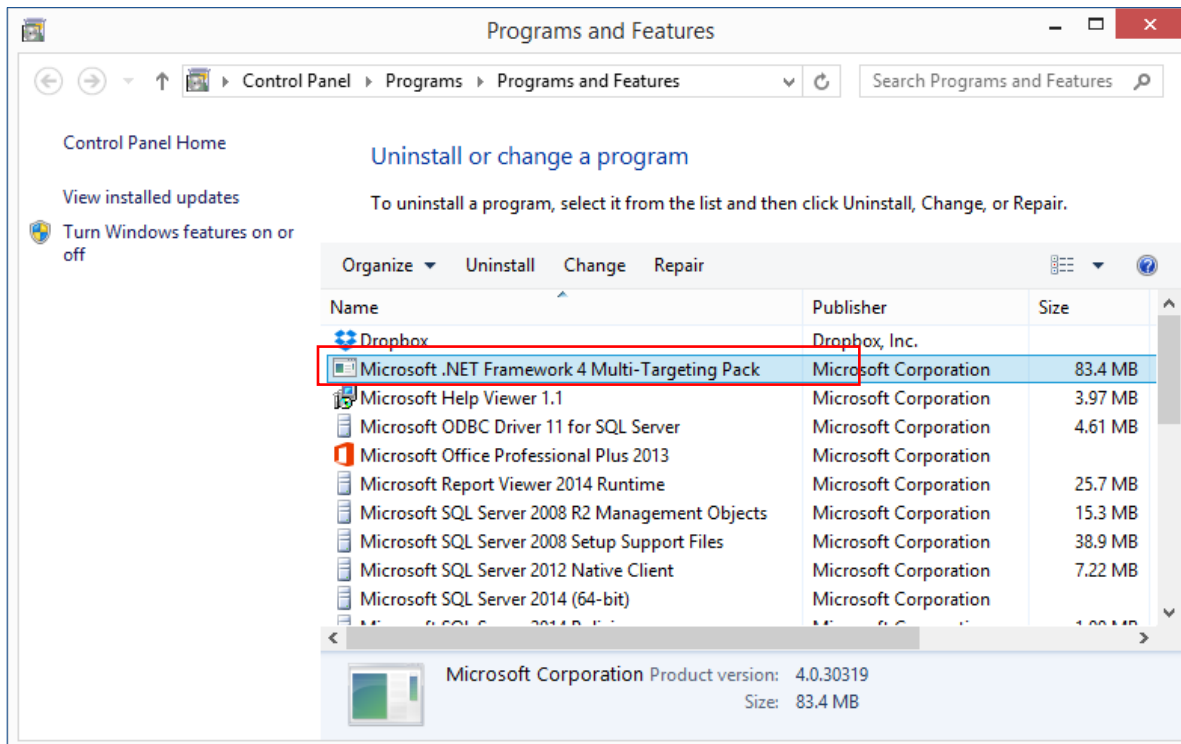 Programs and Features
Control Panel Programs Programs and Features Search Programs and Features
Control Panel Home
View installed updates
Turn Windows features on or
off
Uninstall or change a program
To uninstall a program, select it from the list and then click Uninstall, Change, or Repair.
Organize Uninstall Change Repair
Name Publisher Size
Dropbox Dropbox, Inc.
Microsoft .NET Framework 4 Multi-Targeting Pack Microsoft Corporation 83.4 MB
Microsoft Help Viewer 1.1 Microsoft Corporation 3.97 MB
Microsoft ODBC Driver 11 for SQL Server Microsoft Corporation 4.61 MB
Microsoft Office Professional Plus 2013 Microsoft Corporation
Microsoft Report Viewer 2014 Runtime Microsoft Corporation 25.7 MB
Microsoft SQL Server 2008 R2 Management Objects Microsoft Corporation 15.3 MB
Microsoft SQL Server 2008 Setup Support Files Microsoft Corporation 38.9 MB
Microsoft SQL Server 2012 Native Client Microsoft Corporation 7.22 MB
Microsoft SQL Server 2014 (64-bit) Microsoft Corporation
Microsoft Corporation Product version: 4.0.30319
Size: 83.4 MB